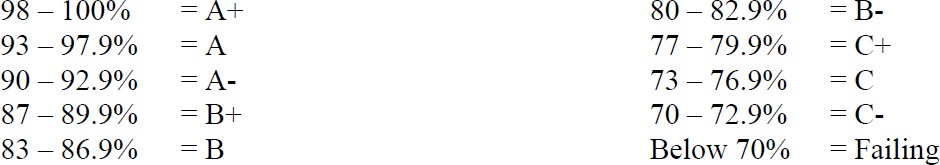 98 – 100% = A+
93 – 97.9% = A
90 – 92.9% = A-
87 – 89.9% = B+
83 – 86.9% = B
80 – 82.9% = B-
77 – 79.9% = C+
73 – 76.9% = C
70 – 72.9% = C-
Below 70% = Failing